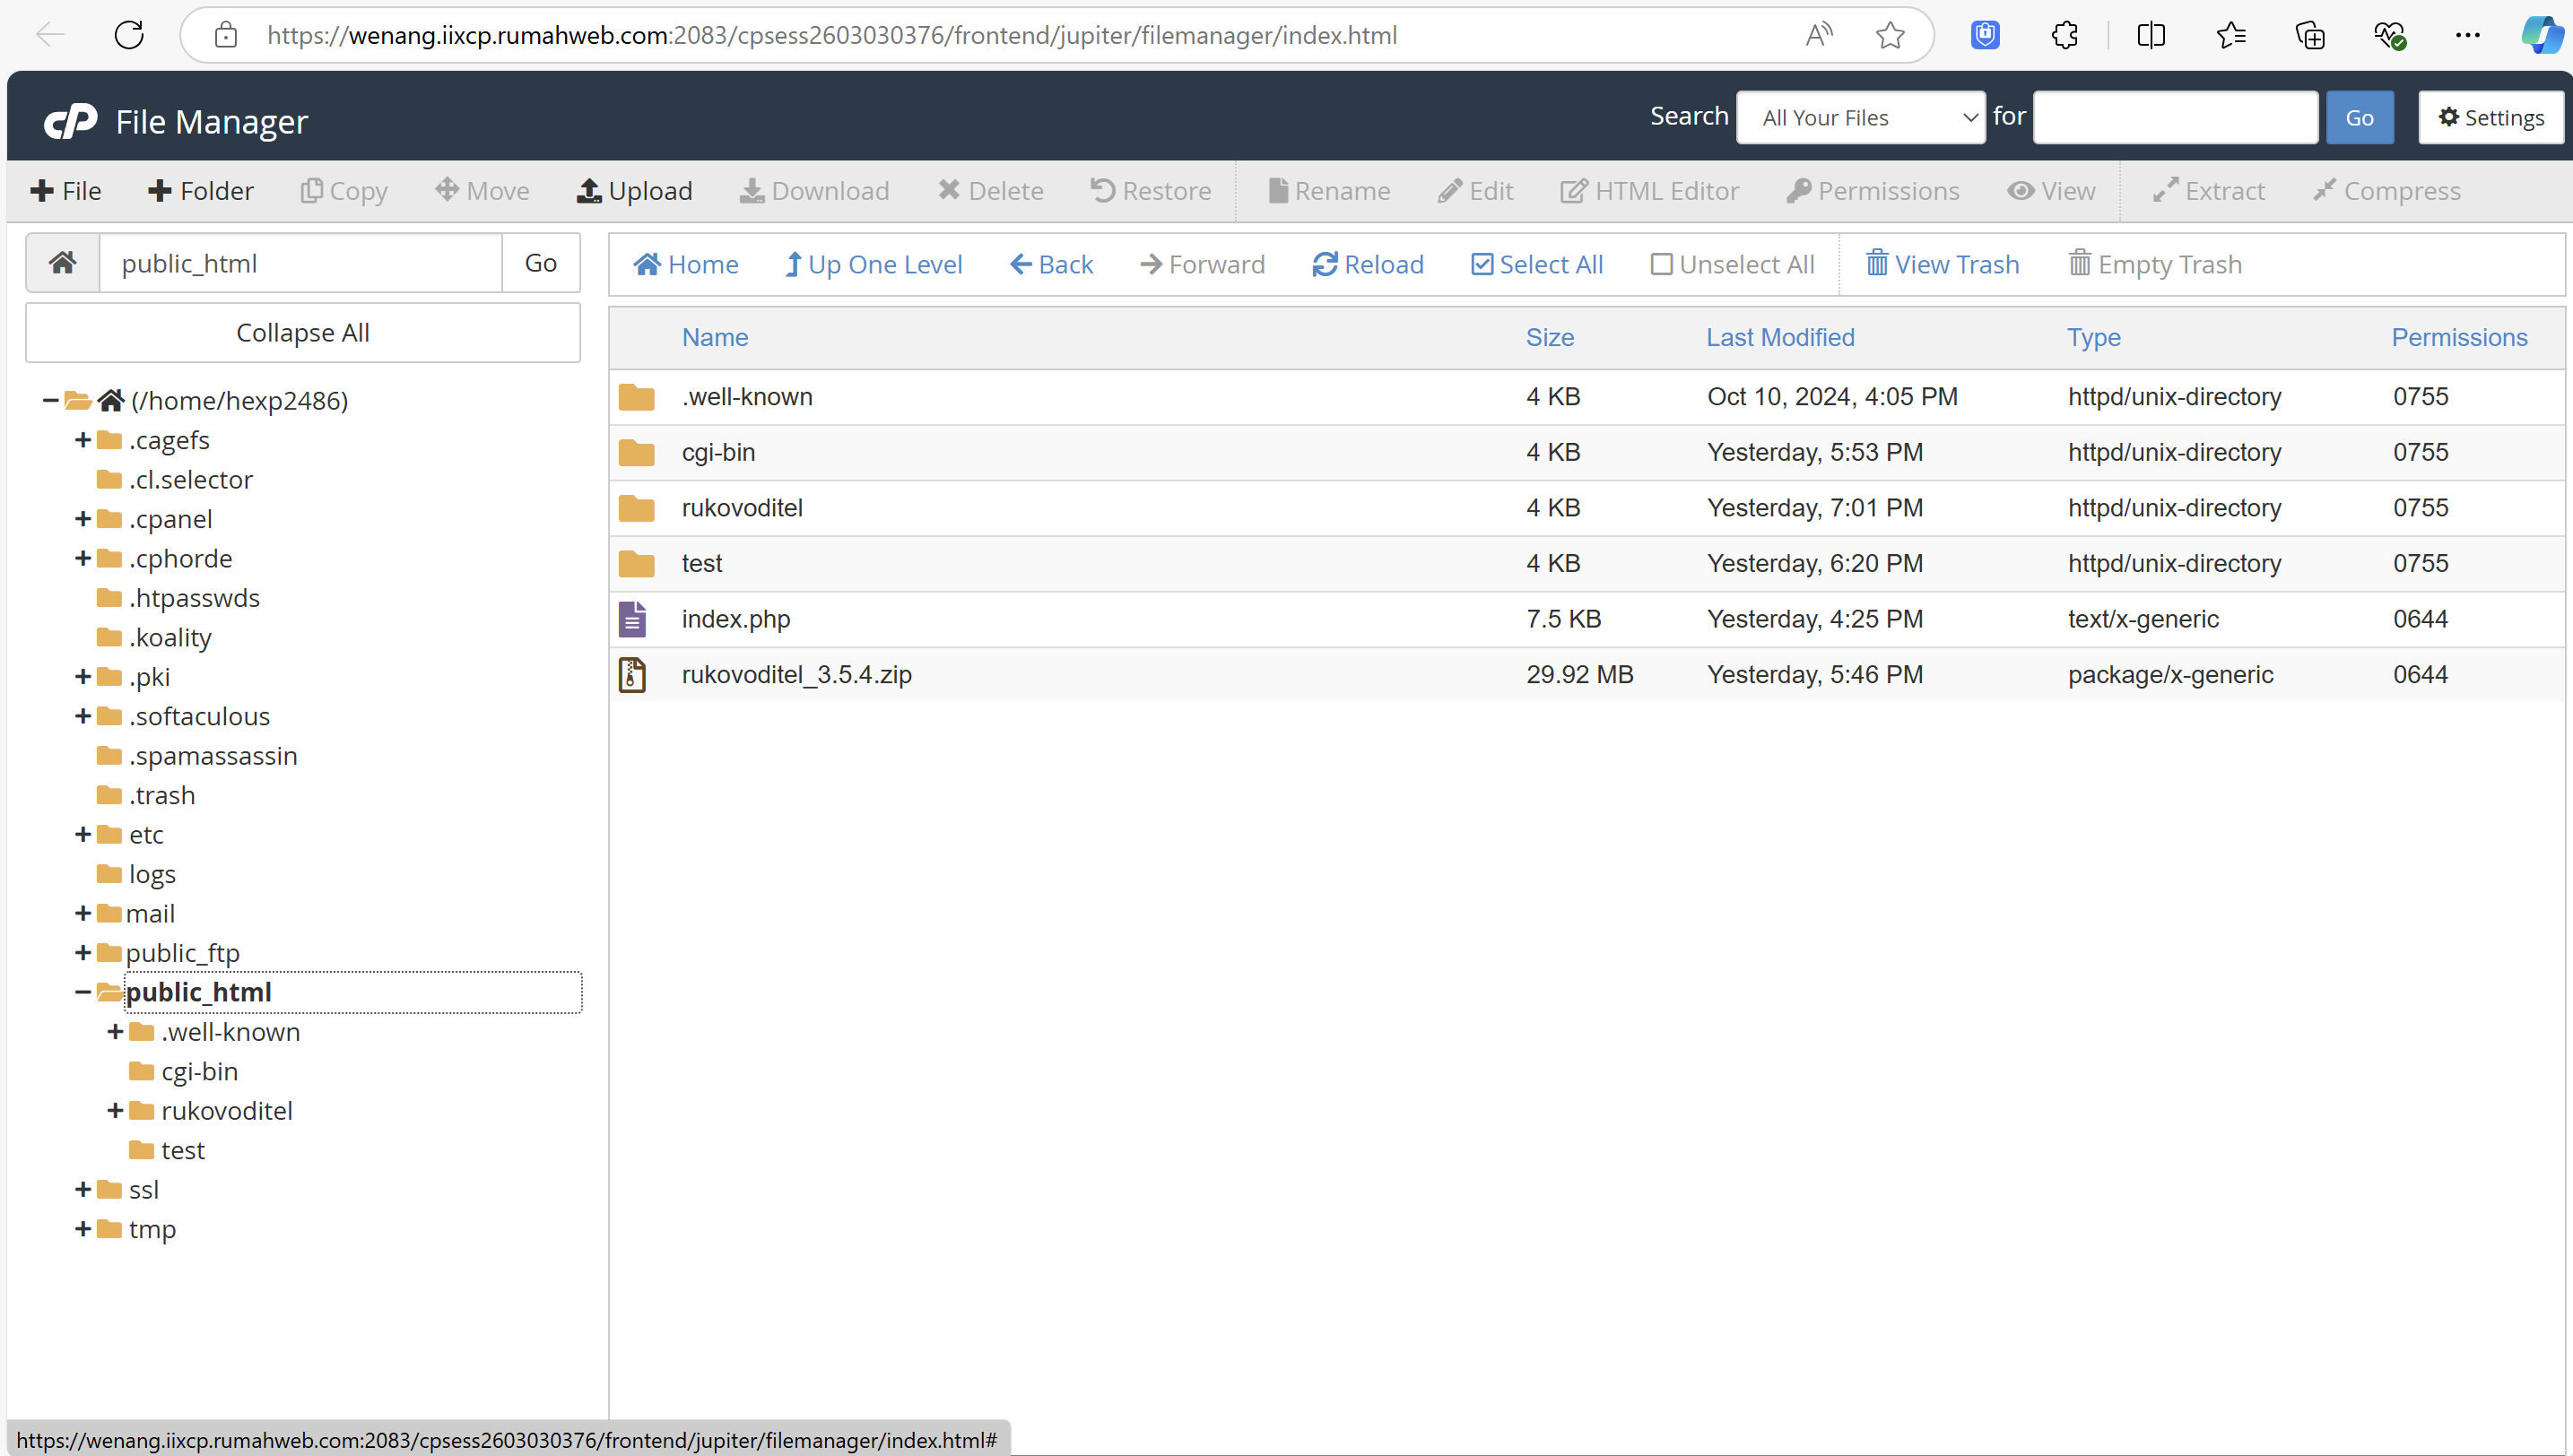 https://wenang.iixcp.rumahweb.com:2083/cpsess2603030376/frontend/jupiter/filemanager/index.html
cP File Manager Search All Your Files for Go Settings
File Folder Copy Move Upload Download Delete Restore Rename Edit HTML Editor Permissions View Extract Compress
public_html Go
Home Up One Level Back Forward Reload Select All Unselect All View Trash Empty Trash
Collapse All
(/home/hexp2486)
.cagefs
.cl.selector
.cpanel
.cphorde
.htpasswds
.koality
.pki
.softaculous
.spamassassin
.trash
etc
logs
mail
public_ftp
public_html
.well-known
cgi-bin
rukovoditel
test
ssl
tmp
Name Size Last Modified Type Permissions
.well-known 4 KB Oct 10, 2024, 4:05 PM httpd/unix-directory 0755
cgi-bin 4 KB Yesterday, 5:53 PM httpd/unix-directory 0755
rukovoditel 4 KB Yesterday, 7:01 PM httpd/unix-directory 0755
test 4 KB Yesterday, 6:20 PM httpd/unix-directory 0755
index.php 7.5 KB Yesterday, 4:25 PM text/x-generic 0644
rukovoditel_3.5.4.zip 29.92 MB Yesterday, 5:46 PM package/x-generic 0644
https://wenang.iixcp.rumahweb.com:2083/cpsess2603030376/frontend/jupiter/filemanager/index.html#